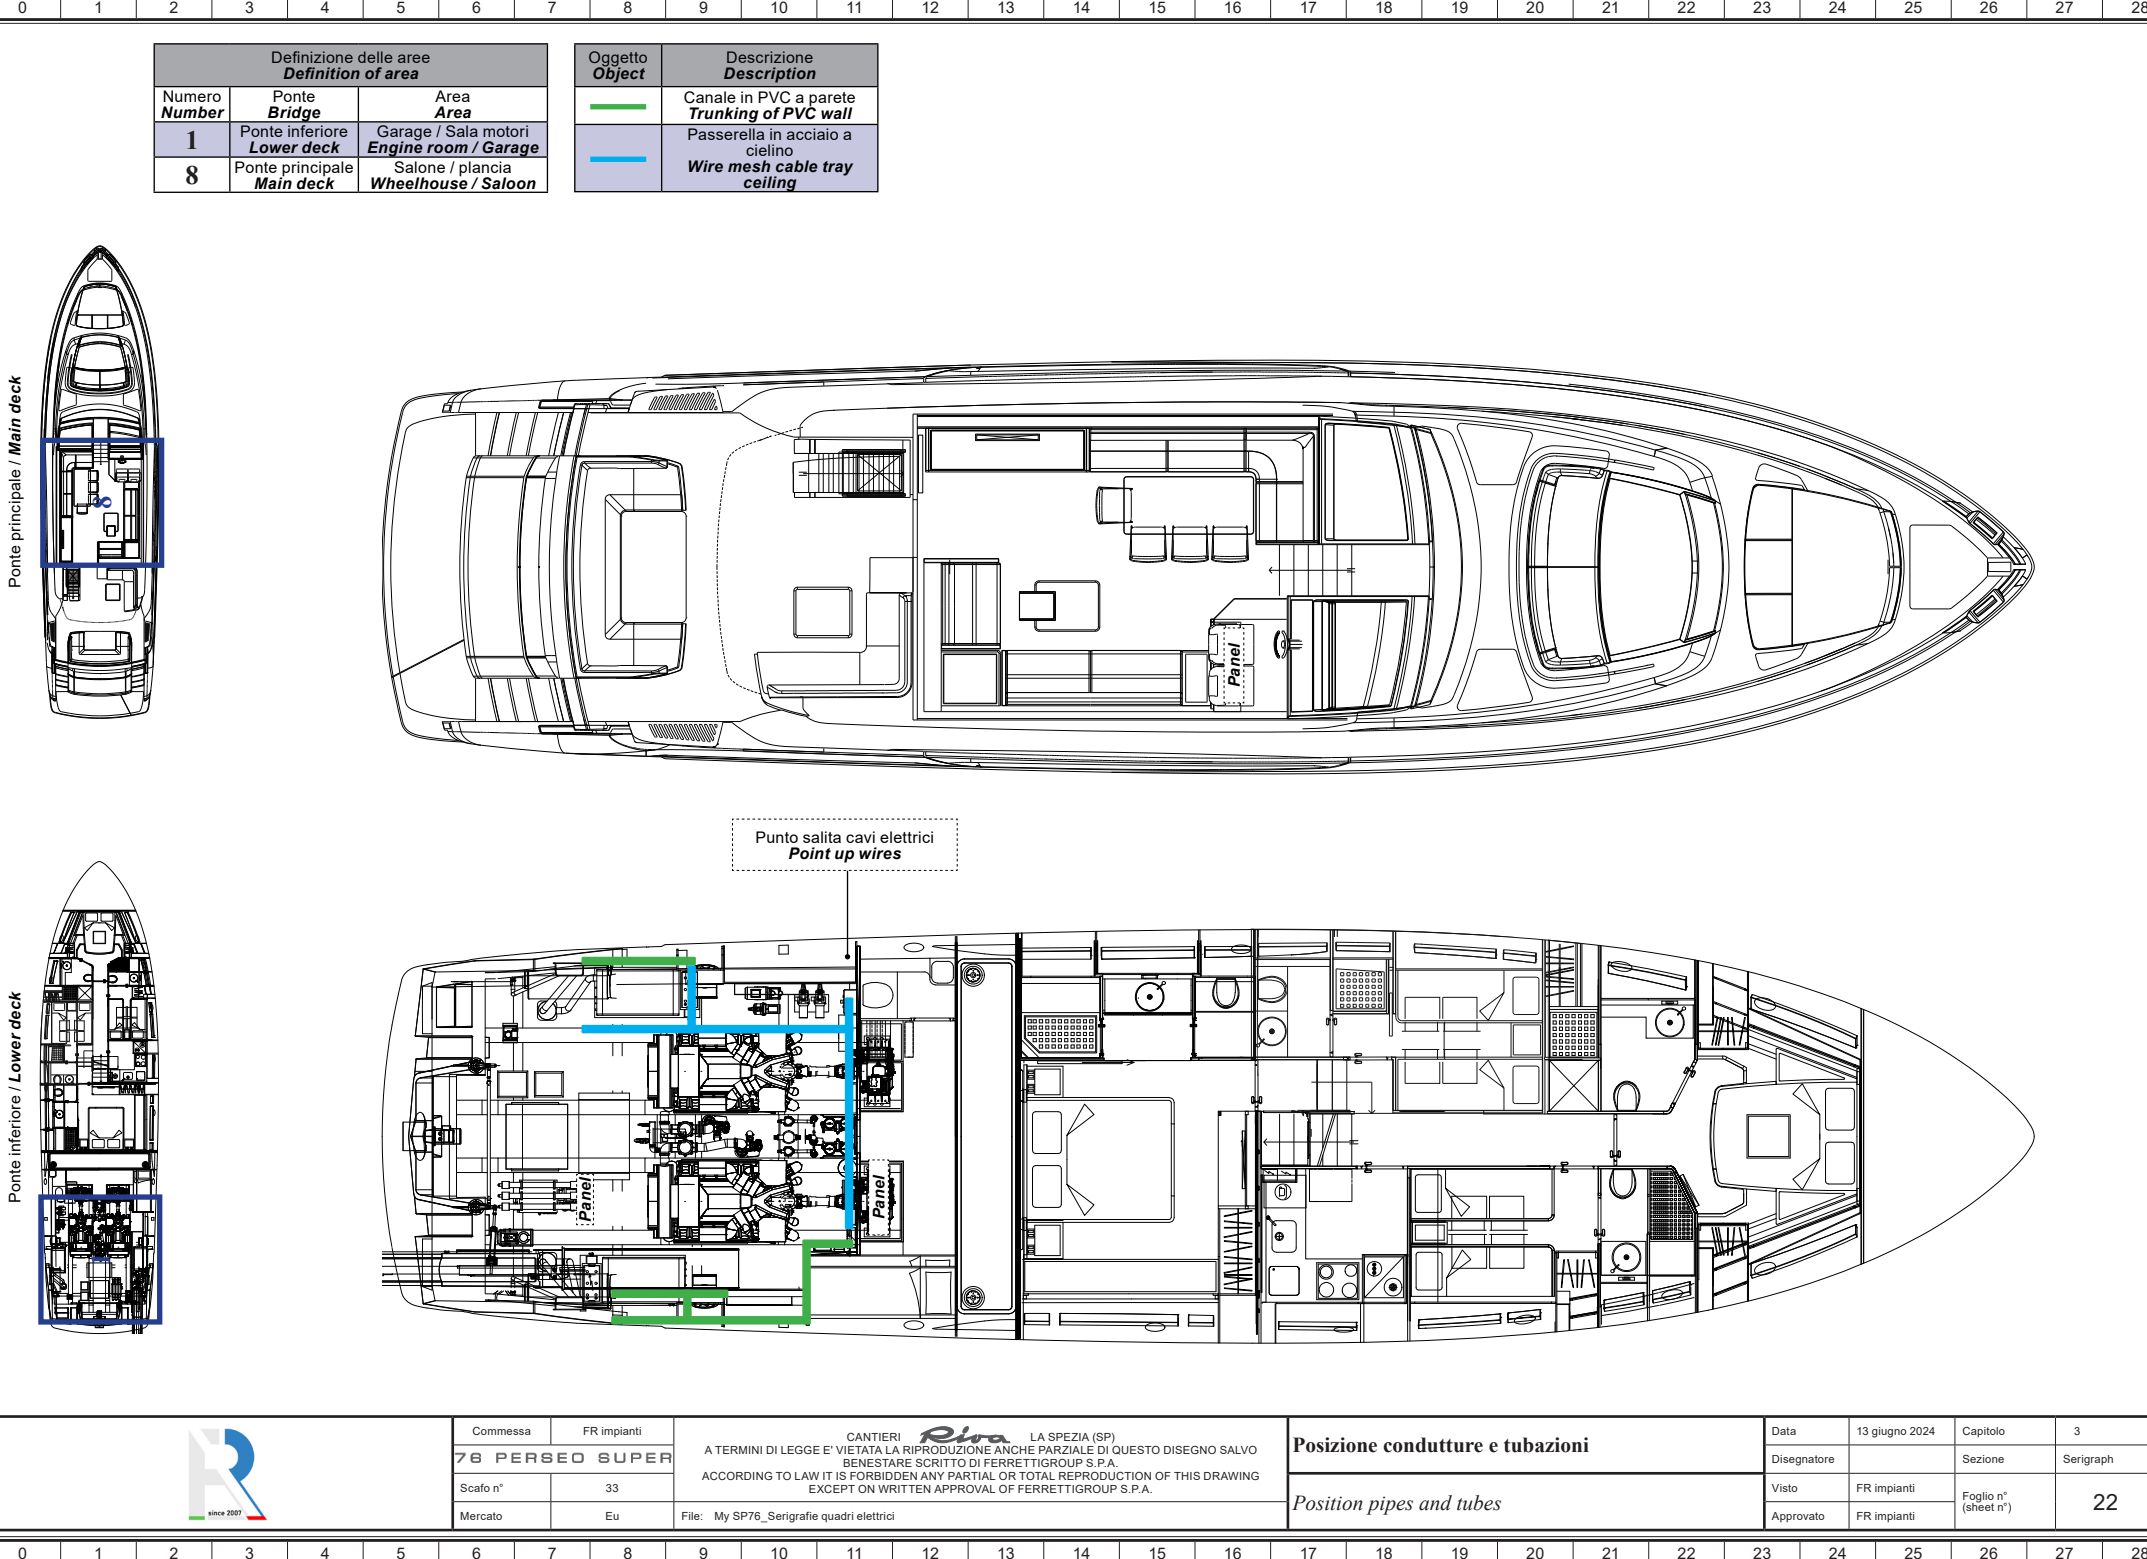 0 1 2 3 4 5 6 7 8 9 10 11 12 13 14 15 16 17 18 19 20 21 22 23 24 25 26 27 28
Definizione delle aree
Definition of area
Numero Ponte Area
Number Bridge Area
1 Ponte inferiore Garage / Sala motori
Lower deck Engine room / Garage
8 Ponte principale Salone / plancia
Main deck Wheelhouse / Saloon
Oggetto Descrizione
Object Description
Canale in PVC a parete
Trunking of PVC wall
Passerella in acciaio a
cielino
Wire mesh cable tray
ceiling
Ponte principale / Main deck
8
Panel
Punto salita cavi elettrici
Point up wires
Ponte inferiore / Lower deck
Panel
Panel
R
since 2007
Commessa FR impianti
76 PERSEO SUPER
Scafo n° 33
Mercato Eu
CANTIERI Riva LA SPEZIA (SP)
A TERMINI DI LEGGE E' VIETATA LA RIPRODUZIONE ANCHE PARZIALE DI QUESTO DISEGNO SALVO
BENESTARE SCRITTO DI FERRETTIGROUP S.P.A.
ACCORDING TO LAW IT IS FORBIDDEN ANY PARTIAL OR TOTAL REPRODUCTION OF THIS DRAWING
EXCEPT ON WRITTEN APPROVAL OF FERRETTIGROUP S.P.A.
File: My SP76_Serigrafie quadri elettrici
Posizione condutture e tubazioni
Position pipes and tubes
Data 13 giugno 2024 Capitolo 3
Disegnatore Sezione Serigraph
Visto FR impianti
Foglio n°
(sheet n°) 22
Approvato FR impianti
0 1 2 3 4 5 6 7 8 9 10 11 12 13 14 15 16 17 18 19 20 21 22 23 24 25 26 27 28